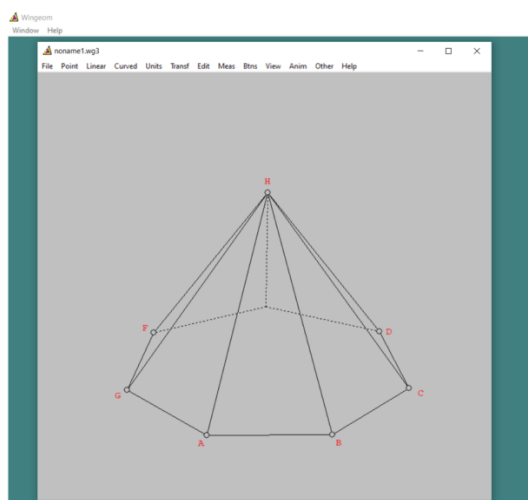 Wingeom
Window Help
noname1.wg3
File Point Linear Curved Units Transf Edit Meas Btns View Anim Other Help
H
F
D
G
C
A
B